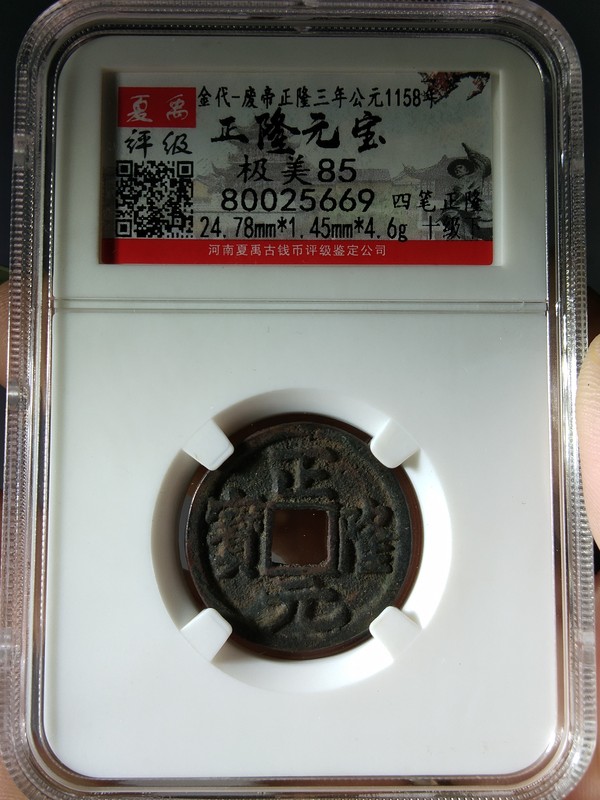 夏禹
评级
金代-废帝正隆三年公元1158年
正隆元宝
极美85
80025669 四笔正隆
24.78mm*1.45mm*4.6g 十级
河南夏禹古钱币评级鉴定公司
正
寶 隆
元